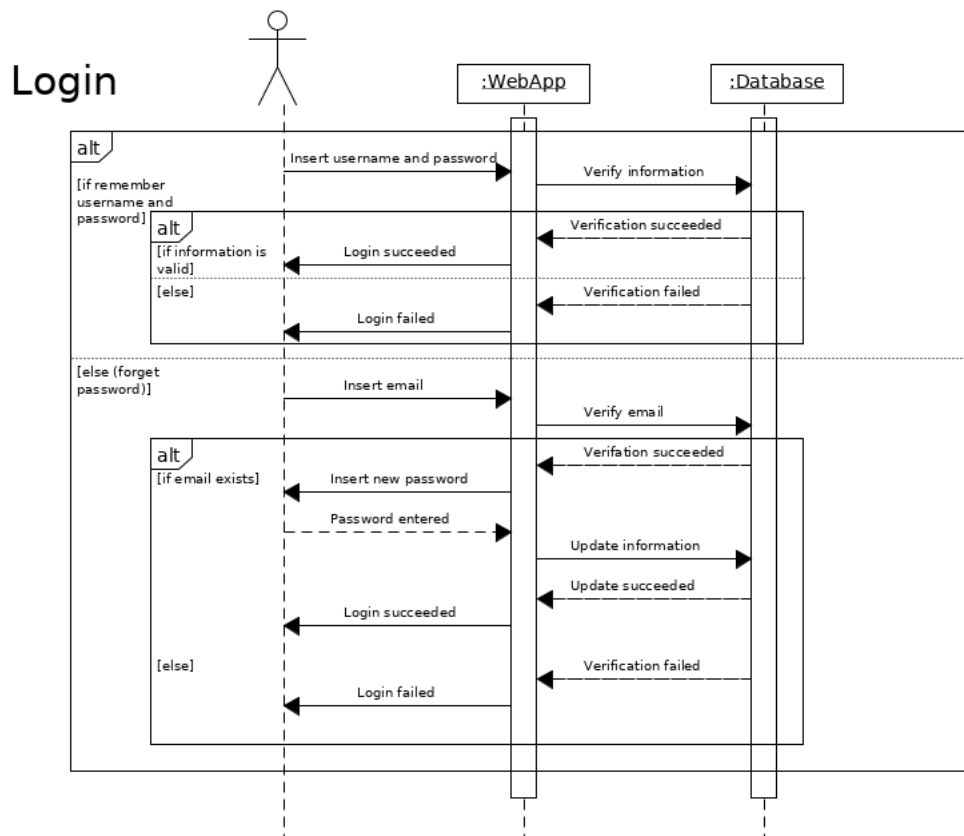 Login
:WebApp
:Database
alt
Insert username and password
Verify information
[if remember
username and
password]
alt
Verification succeeded
[if information is
valid]
Login succeeded
[else]
Verification failed
Login failed
[else (forget
password)]
Insert email
Verify email
alt
Verifation succeeded
[if email exists]
Insert new password
Password entered
Update information
Update succeeded
Login succeeded
[else]
Verification failed
Login failed